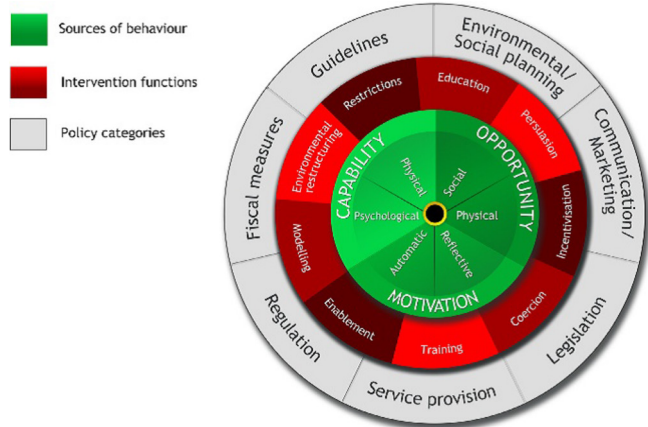 Sources of behaviour
Intervention functions
Policy categories
Guidelines
Environmental/
Social planning
Communication/
Marketing
Legislation
Service provision
Regulation
Fiscal measures
Restrictions
Education
Persuasion
Incentivisation
Coercion
Training
Enablement
Modelling
Environmental
restructuring
CAPABILITY
OPPORTUNITY
MOTIVATION
Physical
Social
Physical
Reflective
Automatic
Psychological